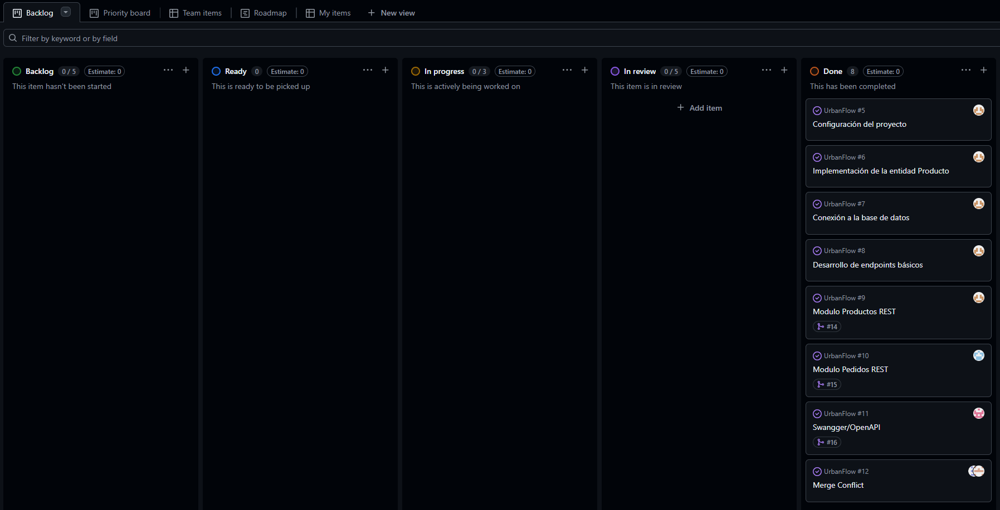 Backlog
Priority board
Team items
Roadmap
My items
New view
Filter by keyword or by field
Backlog 0 / 5 Estimate: 0
This item hasn't been started
Ready 0 Estimate: 0
This is ready to be picked up
In progress 0 / 3 Estimate: 0
This is actively being worked on
In review 0 / 5 Estimate: 0
This item is in review
Add item
Done 8 Estimate: 0
This has been completed
UrbanFlow #5
Configuración del proyecto
UrbanFlow #6
Implementación de la entidad Producto
UrbanFlow #7
Conexión a la base de datos
UrbanFlow #8
Desarrollo de endpoints básicos
UrbanFlow #9
Modulo Productos REST
#14
UrbanFlow #10
Modulo Pedidos REST
#15
UrbanFlow #11
Swangger/OpenAPI
#16
UrbanFlow #12
Merge Conflict